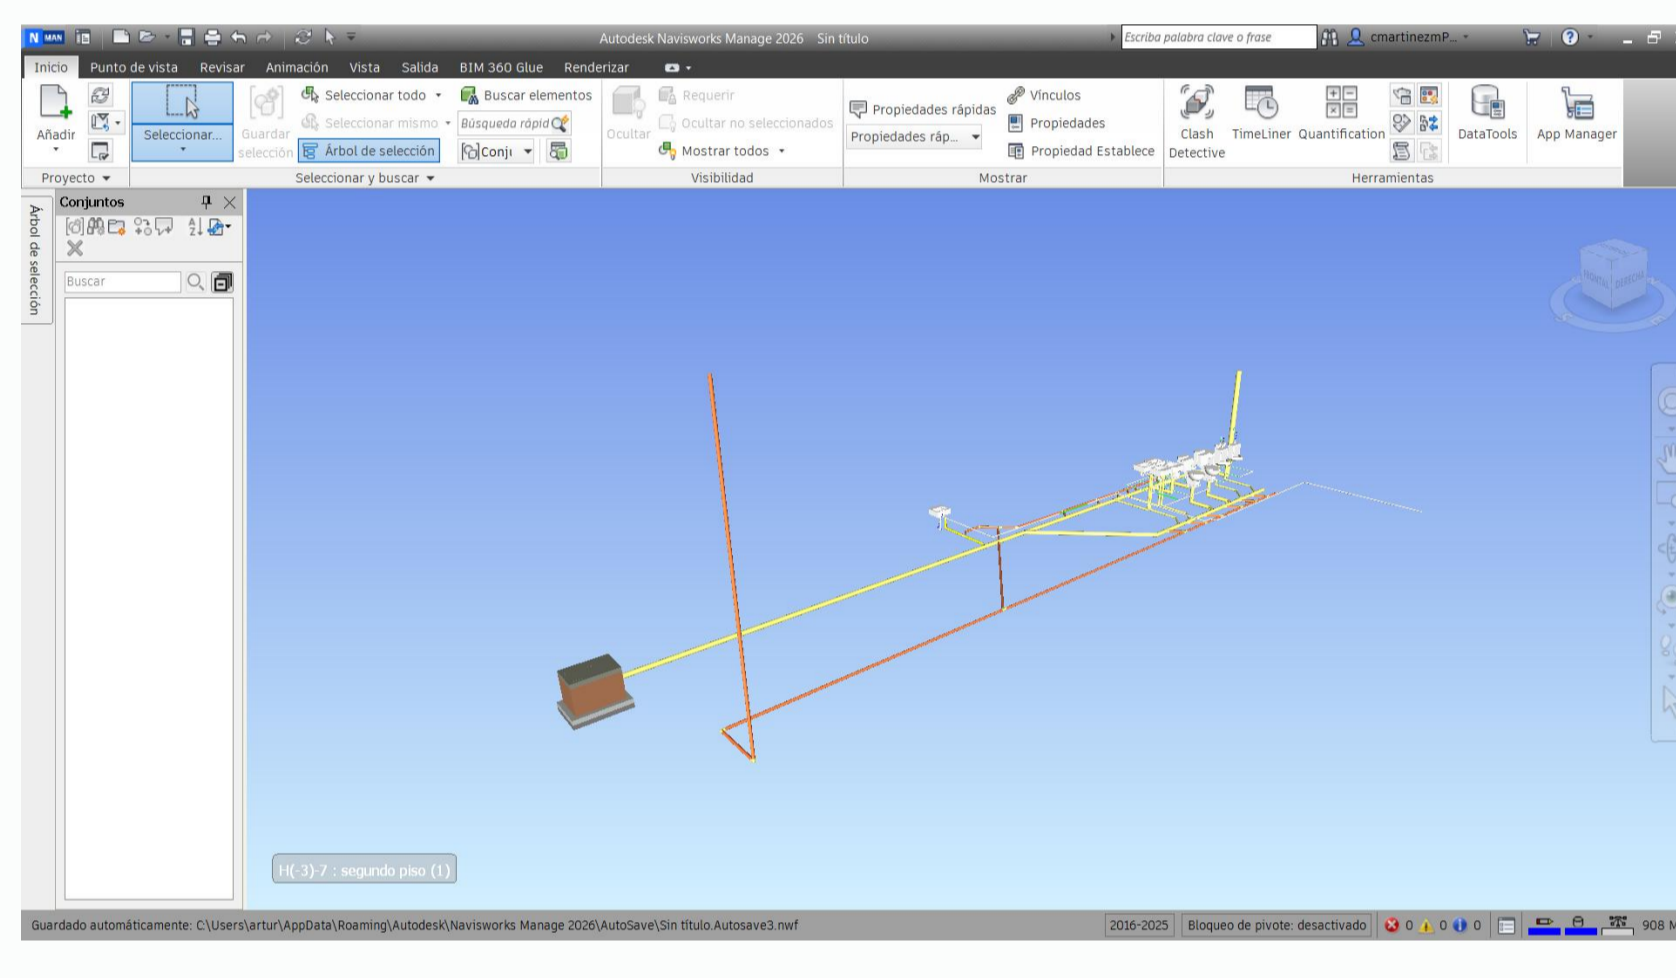 N MAN
Autodesk Navisworks Manage 2026 Sin título
Escriba palabra clave o frase
cmartinezmP...
Inicio Punto de vista Revisar Animación Vista Salida BIM 360 Glue Renderizar
Añadir
Proyecto
Seleccionar...
Guardar
selección
Seleccionar todo
Seleccionar mismo
Árbol de selección
Buscar elementos
Búsqueda rápid
Conju
Seleccionar y buscar
Ocultar
Requerir
Ocultar no seleccionados
Mostrar todos
Visibilidad
Propiedades rápidas
Propiedades ráp...
Vínculos
Propiedades
Propiedad Establece
Mostrar
Clash
Detective
TimeLiner
Quantification
DataTools
App Manager
Herramientas
Árbol de selección
Conjuntos
Buscar
H(-3)-7 : segundo piso (1)
Guardado automáticamente: C:\Users\artur\AppData\Roaming\Autodesk\Navisworks Manage 2026\AutoSave\Sin título.Autosave3.nwf
2016-2025
Bloqueo de pivote: desactivado
0 0 0
908 M